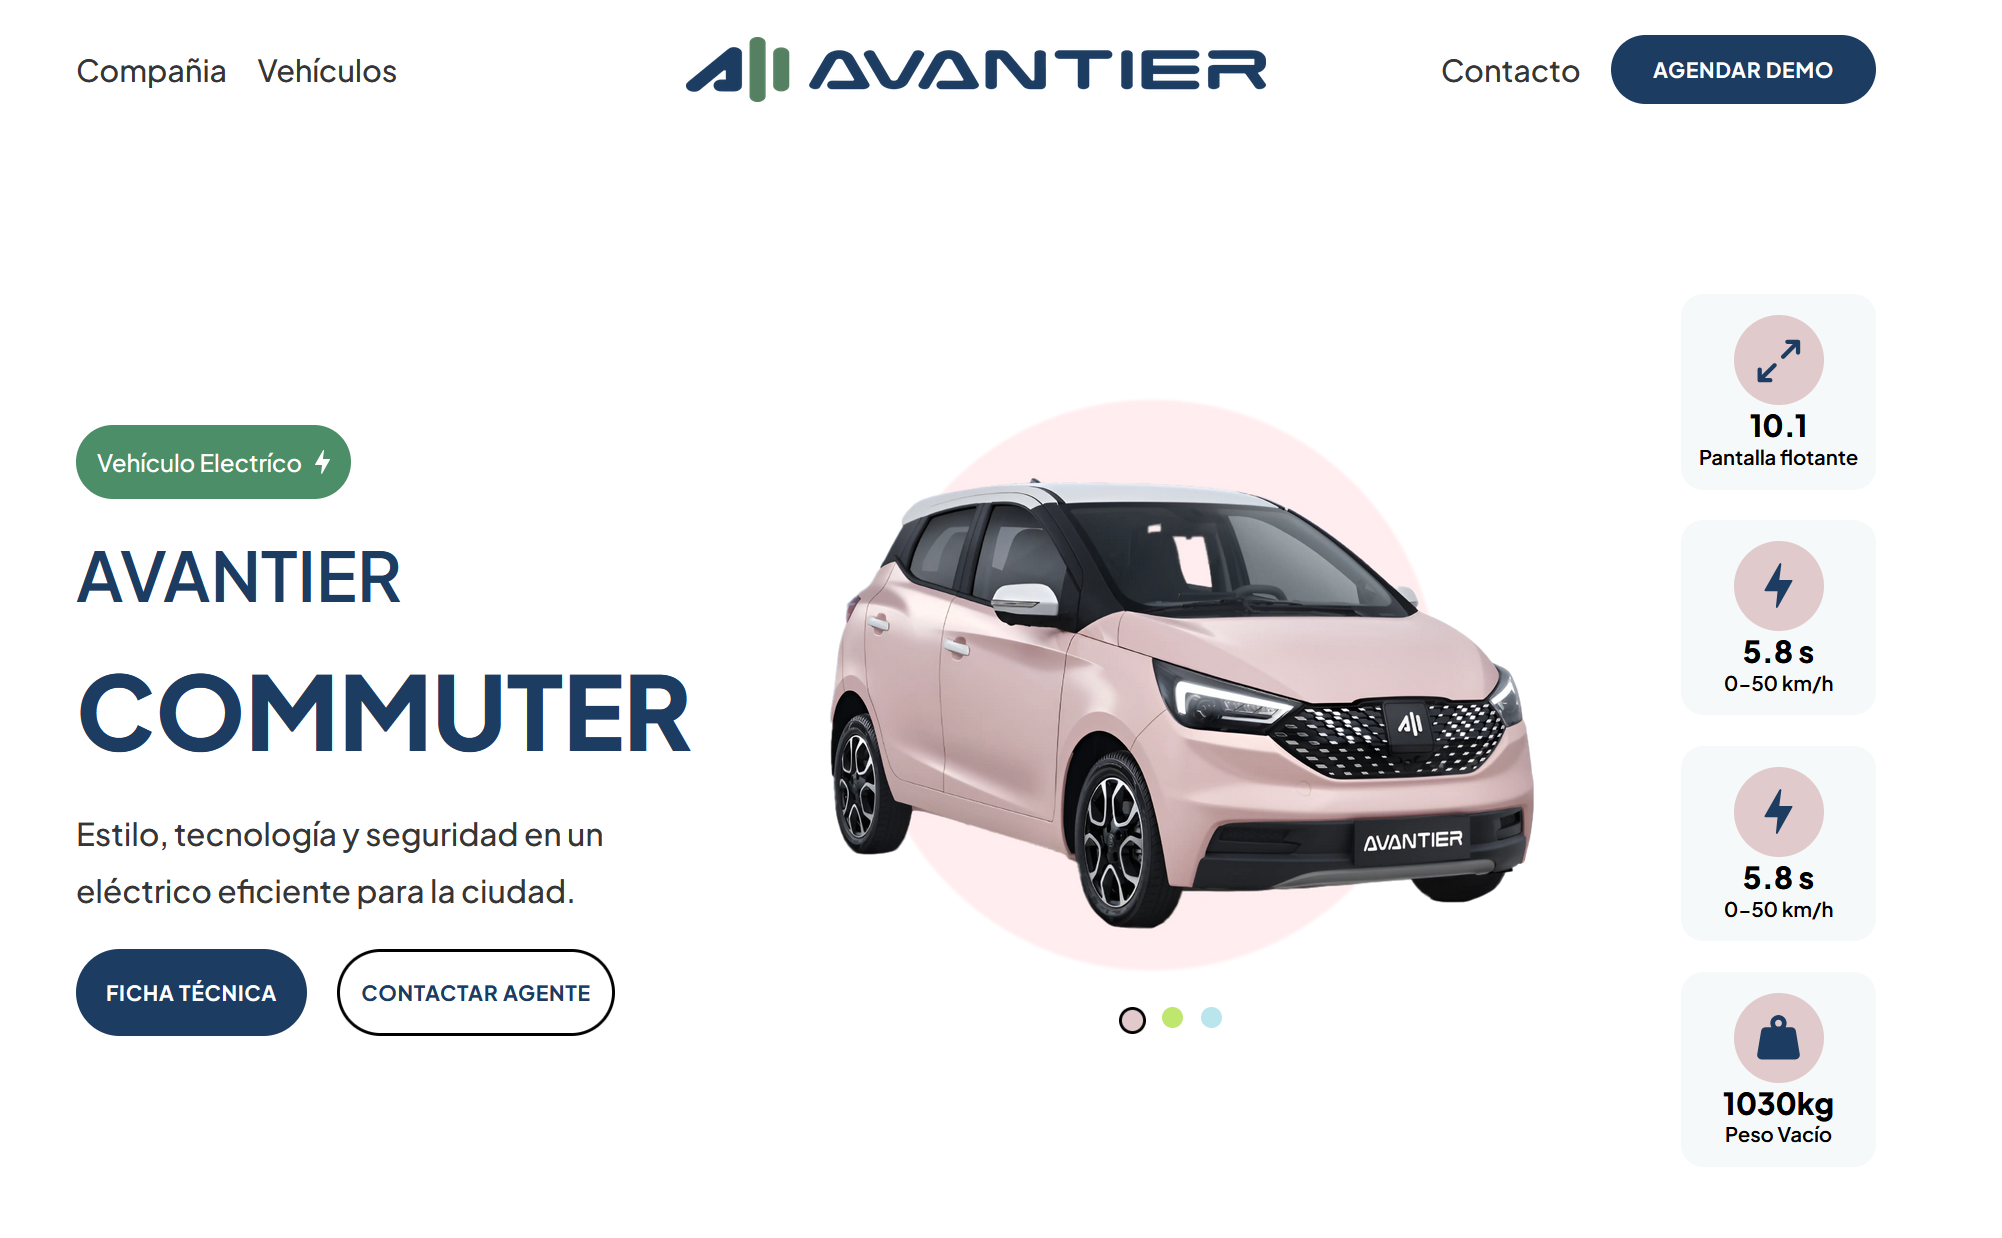 Compañia
Vehículos
AVANTIER
Contacto
AGENDAR DEMO
Vehículo Electríco
AVANTIER
COMMUTER
Estilo, tecnología y seguridad en un
eléctrico eficiente para la ciudad.
FICHA TÉCNICA
CONTACTAR AGENTE
AVANTIER
10.1
Pantalla flotante
5.8 s
0-50 km/h
5.8 s
0-50 km/h
1030kg
Peso Vacío